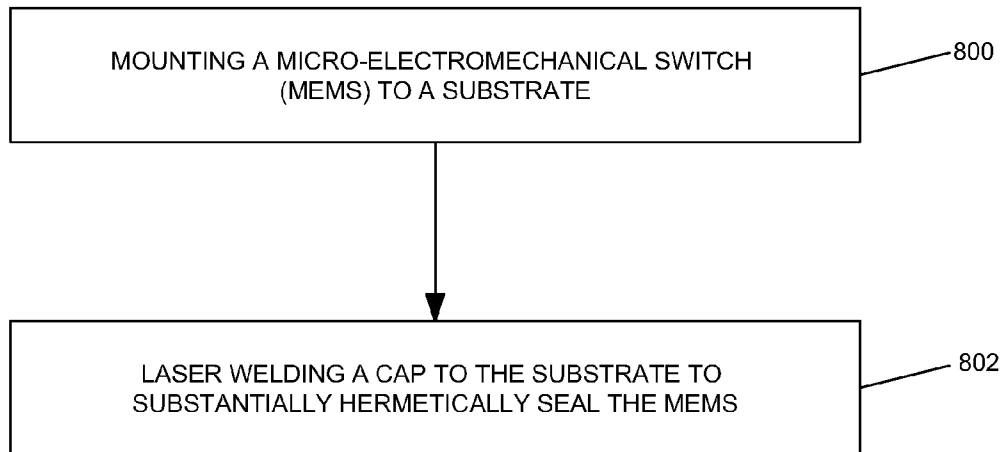 MOUNTING A MICRO-ELECTROMECHANICAL SWITCH
(MEMS) TO A SUBSTRATE
800
LASER WELDING A CAP TO THE SUBSTRATE TO
SUBSTANTIALLY HERMETICALLY SEAL THE MEMS
802